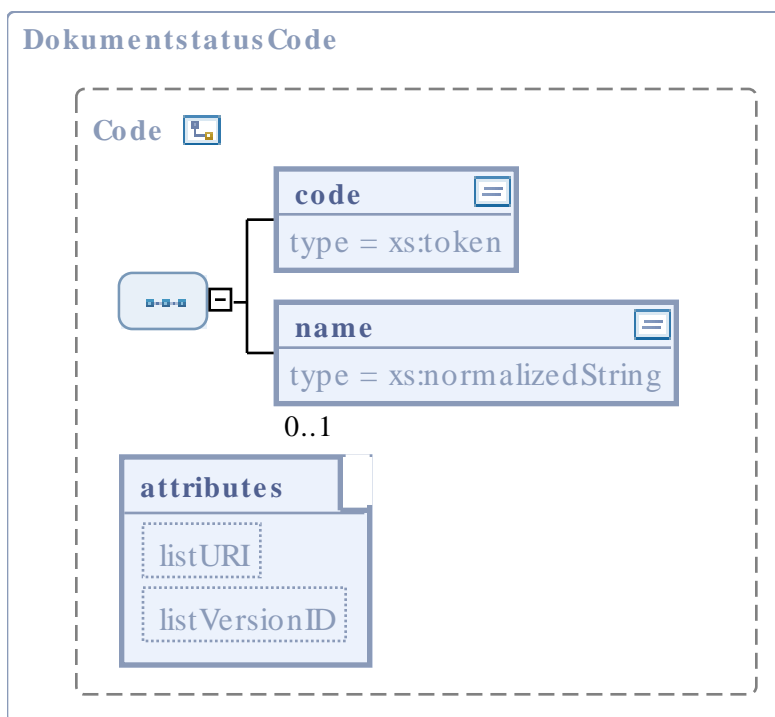 DokumentstatusCode
Code
code
type = xs:token
name
type = xs:normalizedString
0..1
attributes
listURI
listVersionID